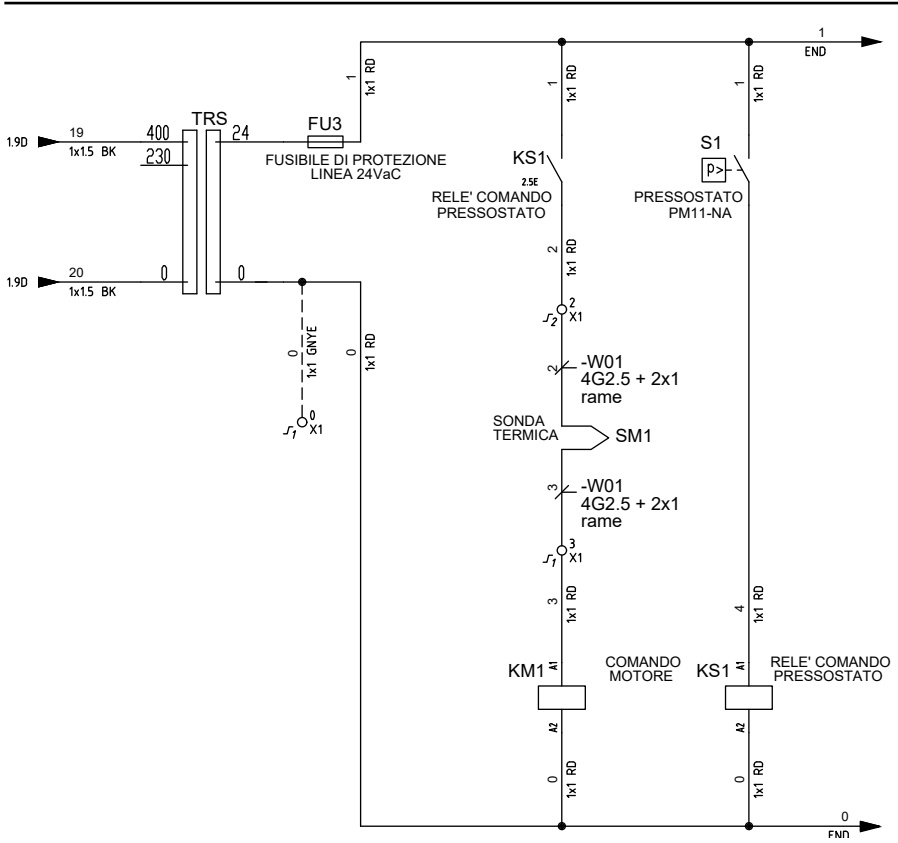 1
END
1
1x1 RD
1
1x1 RD
1
1x1 RD
TRS
1.9D
19
1x1.5 BK
400
24
230
FU3
FUSIBILE DI PROTEZIONE
LINEA 24VaC
KS1
2.5E
RELE' COMANDO
PRESSOSTATO
S1
P>
PRESSOSTATO
PM11-NA
2
1x1 RD
1.9D
20
1x1.5 BK
0
0
2
2
X1
0
1x1 GNYE
0
1x1 RD
2
-W01
4G2.5 + 2x1
rame
0
1
X1
SONDA
TERMICA
SM1
3
-W01
4G2.5 + 2x1
rame
3
1
X1
3
1x1 RD
4
1x1 RD
KM1
A1
COMANDO
MOTORE
KS1
A1
RELE' COMANDO
PRESSOSTATO
A2
A2
0
1x1 RD
0
1x1 RD
0
END